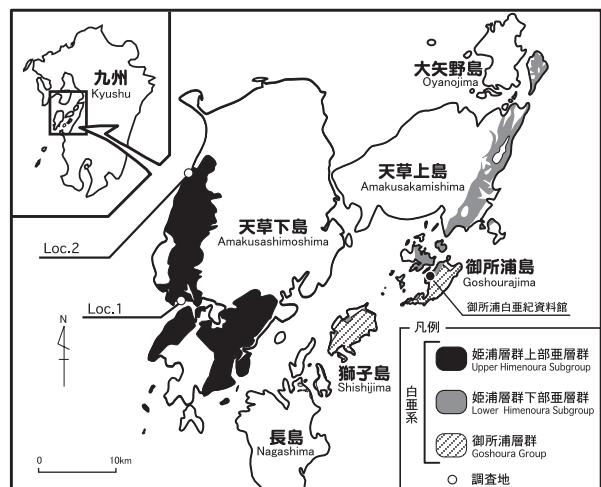 九州
Kyushu
大矢野島
Oyanojima
天草上島
Amakusakamishima
天草下島
Amakusashimoshima
Loc.2
御所浦島
Goshourajima
御所浦白亜紀資料館
Loc.1
N
獅子島
Shishijima
長島
Nagashima
0 10km
凡例
白亜系
姫浦層群上部亜層群
Upper Himenoura Subgroup
姫浦層群下部亜層群
Lower Himenoura Subgroup
御所浦層群
Goshoura Group
調査地